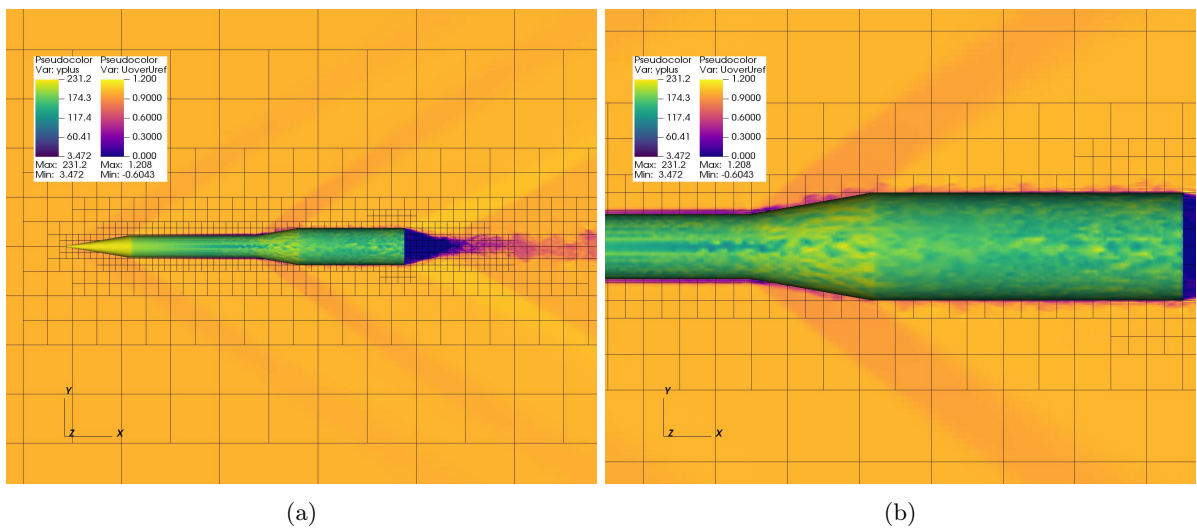 Pseudocolor Pseudocolor
Var: yplus Var: UoverUref
231.2 1.200
174.3 0.9000
117.4 0.6000
60.41 0.3000
3.472 0.000
Max: 231.2 Max: 1.208
Min: 3.472 Min: -0.6043
Y
Z X
(a)
Pseudocolor Pseudocolor
Var: yplus Var: UoverUref
231.2 1.200
174.3 0.9000
117.4 0.6000
60.41 0.3000
3.472 0.000
Max: 231.2 Max: 1.208
Min: 3.472 Min: -0.6043
Y
Z X
(b)